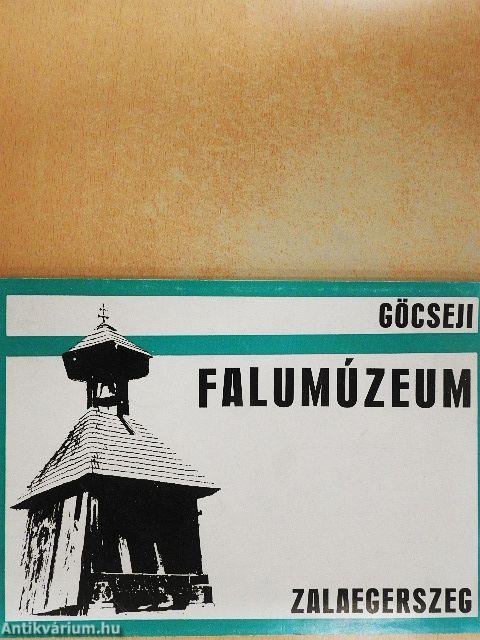 GÖCSEJI
FALUMÚZEUM
ZALAEGERSZEG
Antikvárium.hu